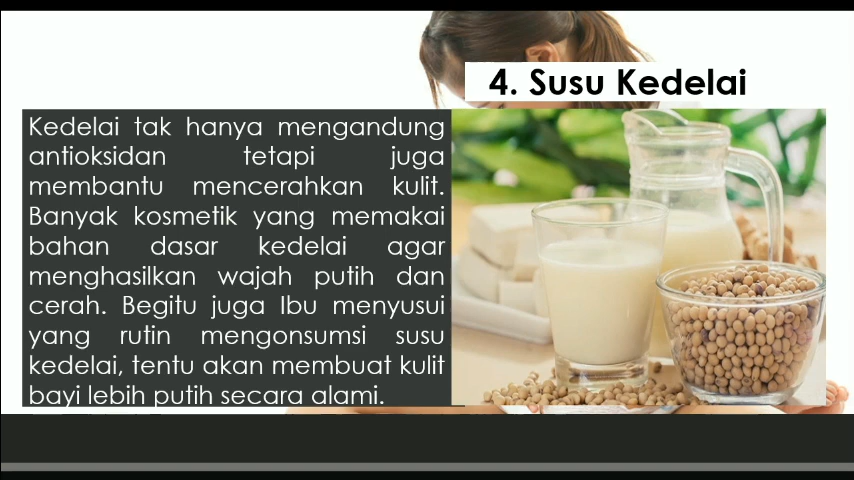 4. Susu Kedelai
Kedelai tak hanya mengandung
antioksidan tetapi juga
membantu mencerahkan kulit.
Banyak kosmetik yang memakai
bahan dasar kedelai agar
menghasilkan wajah putih dan
cerah. Begitu juga Ibu menyusui
yang rutin mengonsumsi susu
kedelai, tentu akan membuat kulit
bayi lebih putih secara alami.